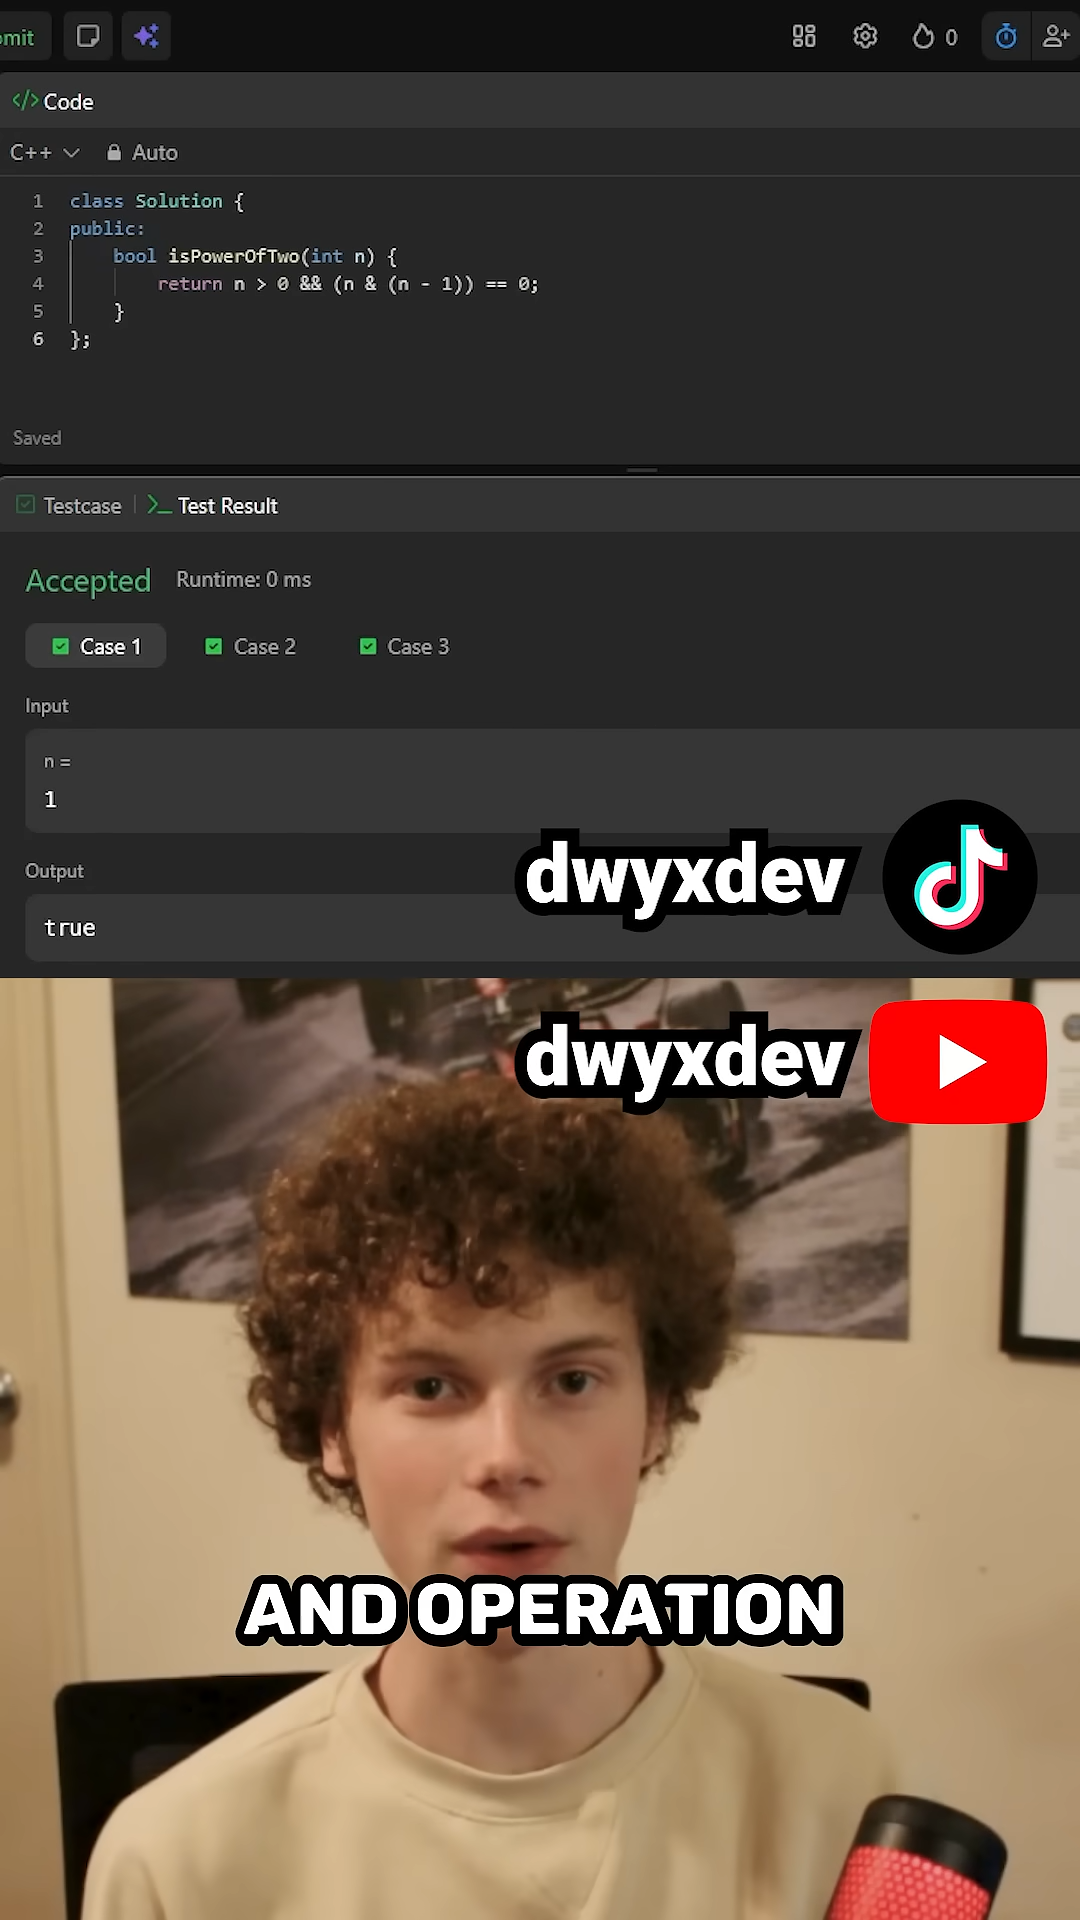 mit
0
</> Code
C++ Auto
1 class Solution {
2 public:
3 bool isPowerOfTwo(int n) {
4 return n > 0 && (n & (n - 1)) == 0;
5 }
6 };
Saved
Testcase | >_ Test Result
Accepted Runtime: 0 ms
Case 1 Case 2 Case 3
Input
n =
1
dwyxdev
Output
true
dwyxdev
AND OPERATION